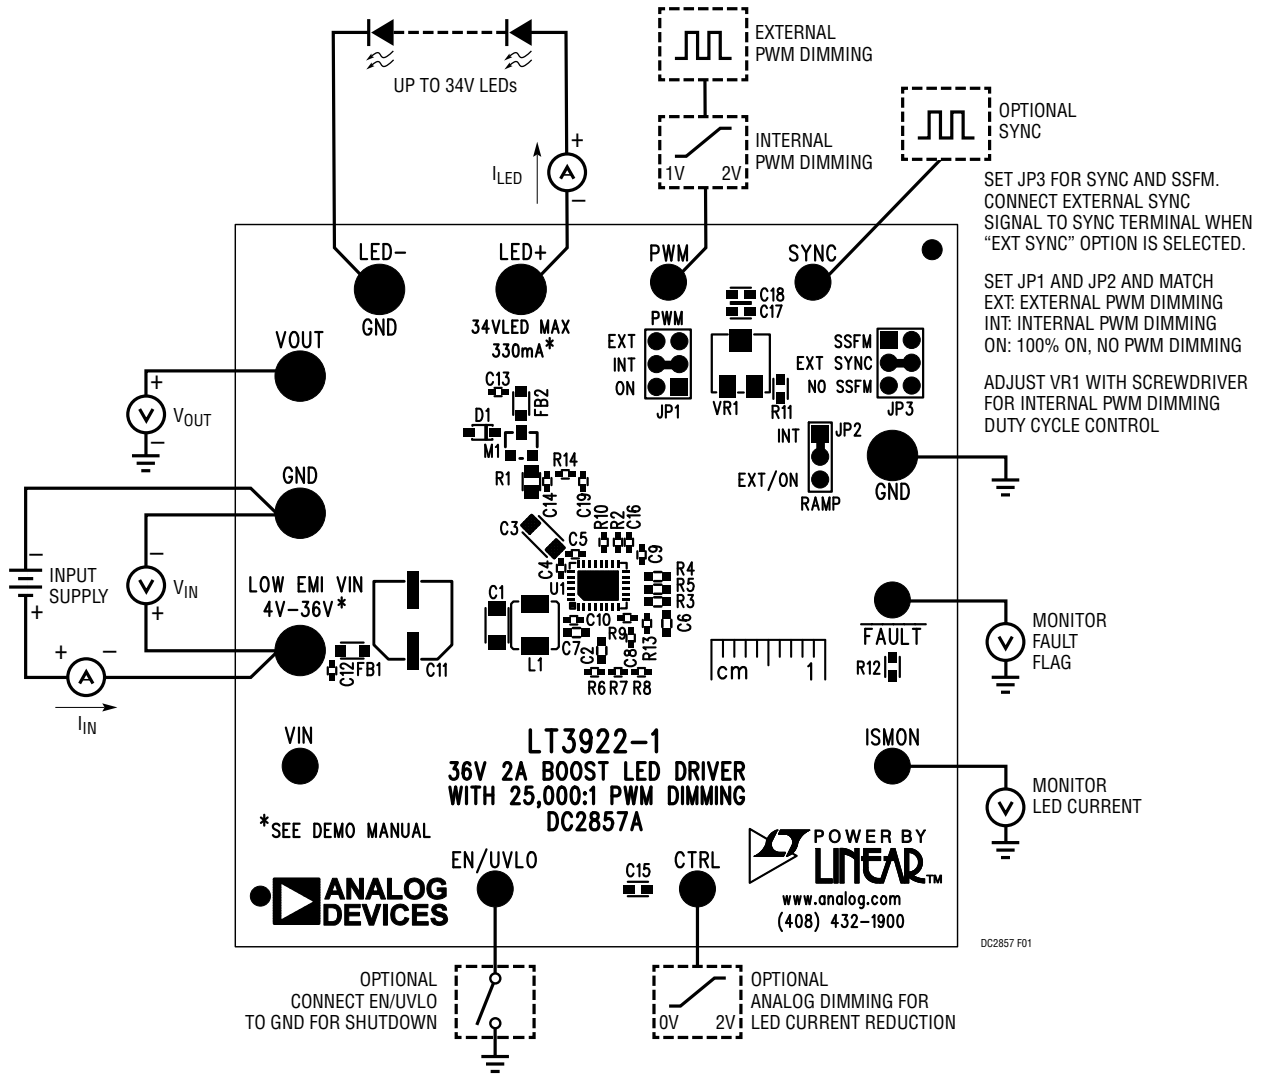 EXTERNAL
PWM DIMMING
UP TO 34V LEDs
OPTIONAL
SYNC
INTERNAL
PWM DIMMING
1V 2V
+
ILED
−
SET JP3 FOR SYNC AND SSFM.
CONNECT EXTERNAL SYNC
SIGNAL TO SYNC TERMINAL WHEN
“EXT SYNC” OPTION IS SELECTED.
SET JP1 AND JP2 AND MATCH
EXT: EXTERNAL PWM DIMMING
INT: INTERNAL PWM DIMMING
ON: 100% ON, NO PWM DIMMING
ADJUST VR1 WITH SCREWDRIVER
FOR INTERNAL PWM DIMMING
DUTY CYCLE CONTROL
A
LED-
LED+
PWM
SYNC
GND
34VLED MAX
330mA*
C18
C17
PWM
EXT
INT
ON
JP1
VR1
R11
SSFM
EXT SYNC
NO SSFM
JP3
VOUT
+
V
VOUT
−
C13
FB2
D1
M1
R1
R14
C14
C19
INT
JP2
EXT/ON
RAMP
GND
GND
−
INPUT
SUPPLY
+
−
V
VIN
+
LOW EMI VIN
4V-36V*
+ −
A
IIN
C12
FB1
C11
C3
C5
C4
U1
R10
R2
C16
C9
R4
R5
R3
C6
C1
L1
C10
C7
R9
C2
C8
R13
R6 R7 R8
cm 1
FAULT
R12
V
MONITOR
FAULT
FLAG
VIN
LT3922-1
36V 2A BOOST LED DRIVER
WITH 25,000:1 PWM DIMMING
DC2857A
ISMON
V
MONITOR
LED CURRENT
*SEE DEMO MANUAL
POWER BY
LINEAR™
www.analog.com
(408) 432-1900
EN/UVLO
C15
CTRL
ANALOG
DEVICES
DC2857 F01
OPTIONAL
CONNECT EN/UVLO
TO GND FOR SHUTDOWN
0V 2V
OPTIONAL
ANALOG DIMMING FOR
LED CURRENT REDUCTION